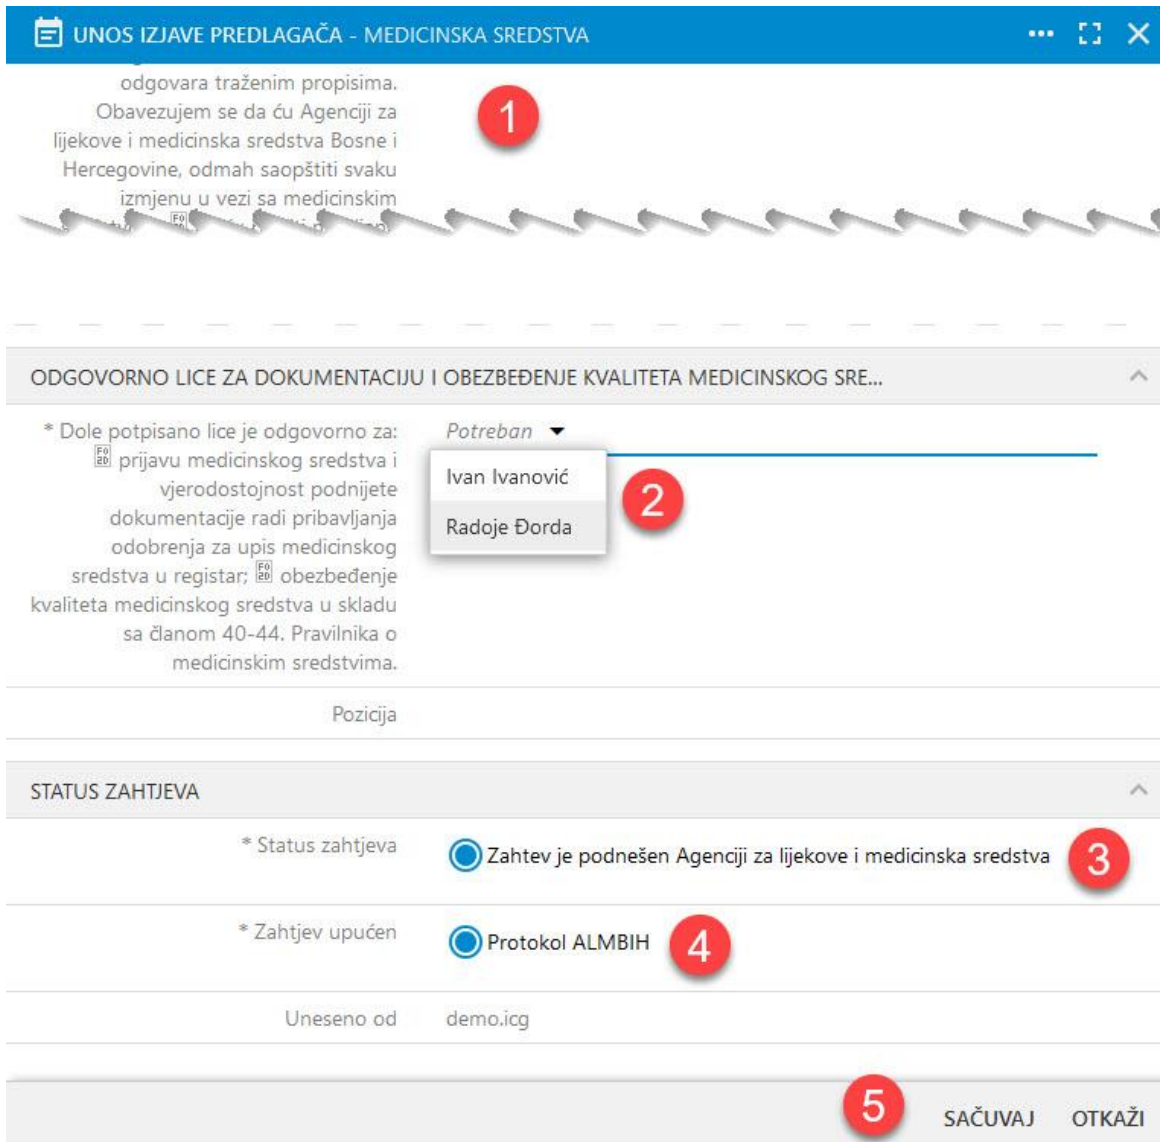 UNOS IZJAVE PREDLAGAČA - MEDICINSKA SREDSTVA
odgovara traženim propisima.
Obavezujem se da ću Agenciji za
lijekove i medicinska sredstva Bosne i
Hercegovine, odmah saopštiti svaku
izmjenu u vezi sa medicinskim
1
ODGOVORNO LICE ZA DOKUMENTACIJU I OBEZBEĐENJE KVALITETA MEDICINSKOG SRE...
* Dole potpisano lice je odgovorno za:
prijavu medicinskog sredstva i
vjerodostojnost podnijete
dokumentacije radi pribavljanja
odobrenja za upis medicinskog
sredstva u registar; obezbeđenje
kvaliteta medicinskog sredstva u skladu
sa članom 40-44. Pravilnika o
medicinskim sredstvima.
Potreban
Ivan Ivanović
Radoje Đorda
2
Pozicija
STATUS ZAHTJEVA
* Status zahtjeva
Zahtev je podnešen Agenciji za lijekove i medicinska sredstva
3
* Zahtjev upućen
Protokol ALMBIH
4
Uneseno od
demo.icg
5
SAČUVAJ OTKAŽI